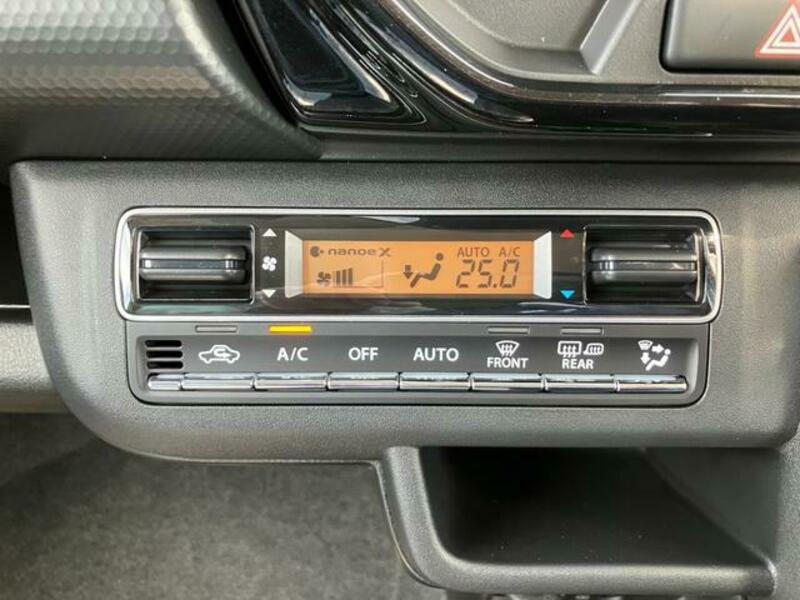 nanoe X
AUTO A/C
25.0
A/C OFF AUTO FRONT REAR